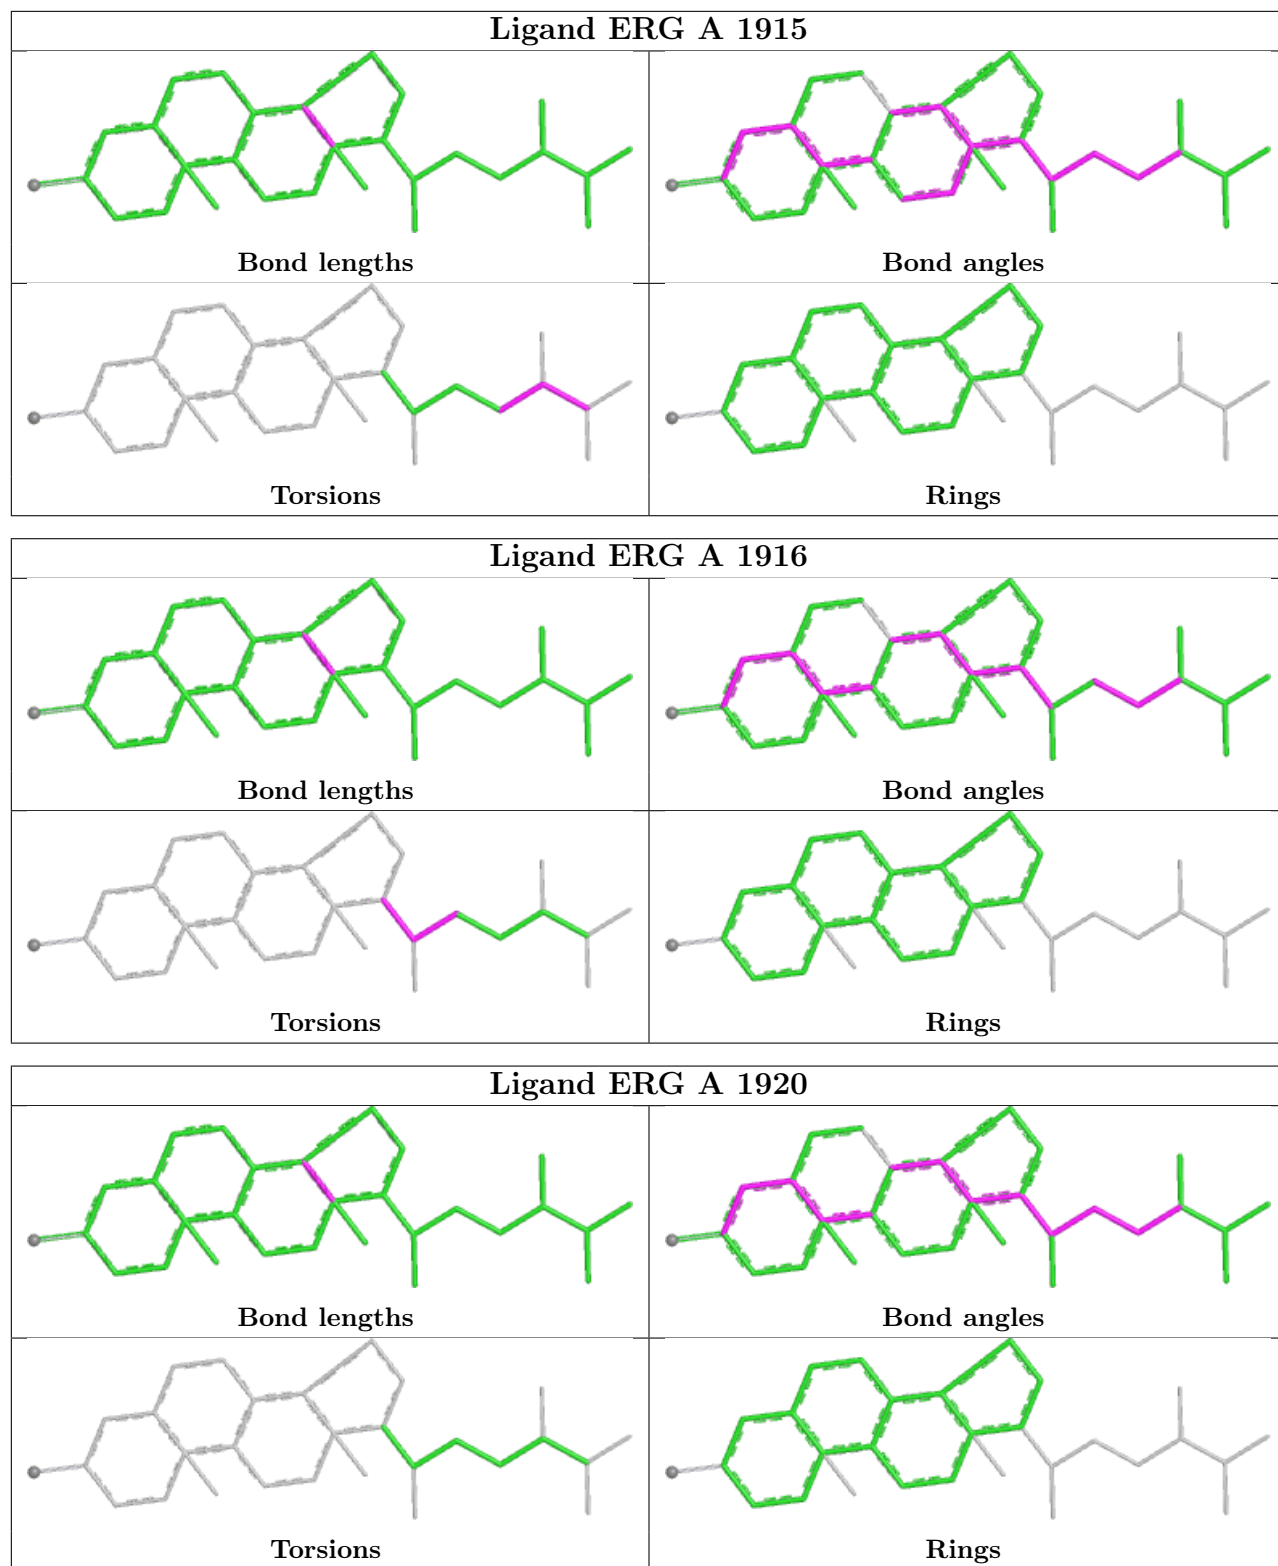 Ligand ERG A 1915
Bond lengths
Bond angles
Torsions
Rings
Ligand ERG A 1916
Bond lengths
Bond angles
Torsions
Rings
Ligand ERG A 1920
Bond lengths
Bond angles
Torsions
Rings